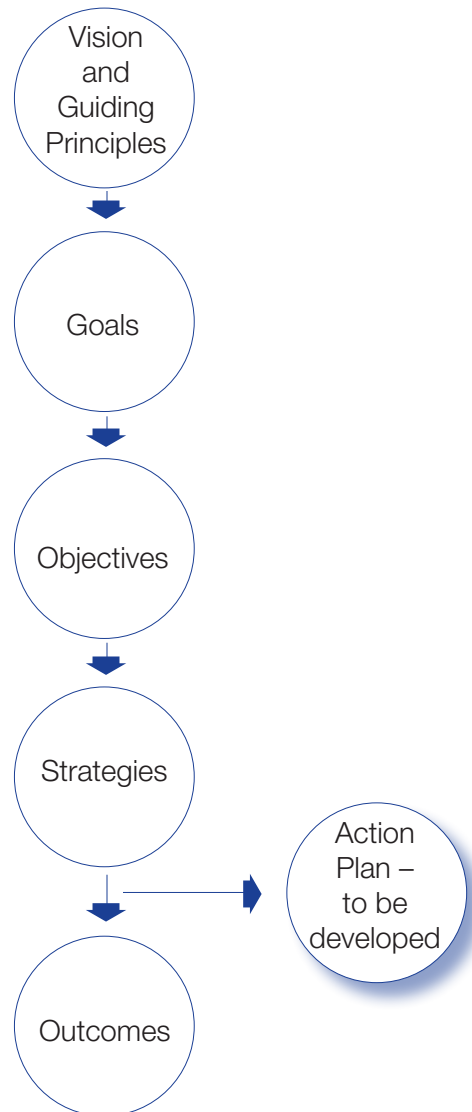 Vision
and
Guiding
Principles
Goals
Objectives
Strategies
Action
Plan –
to be
developed
Outcomes